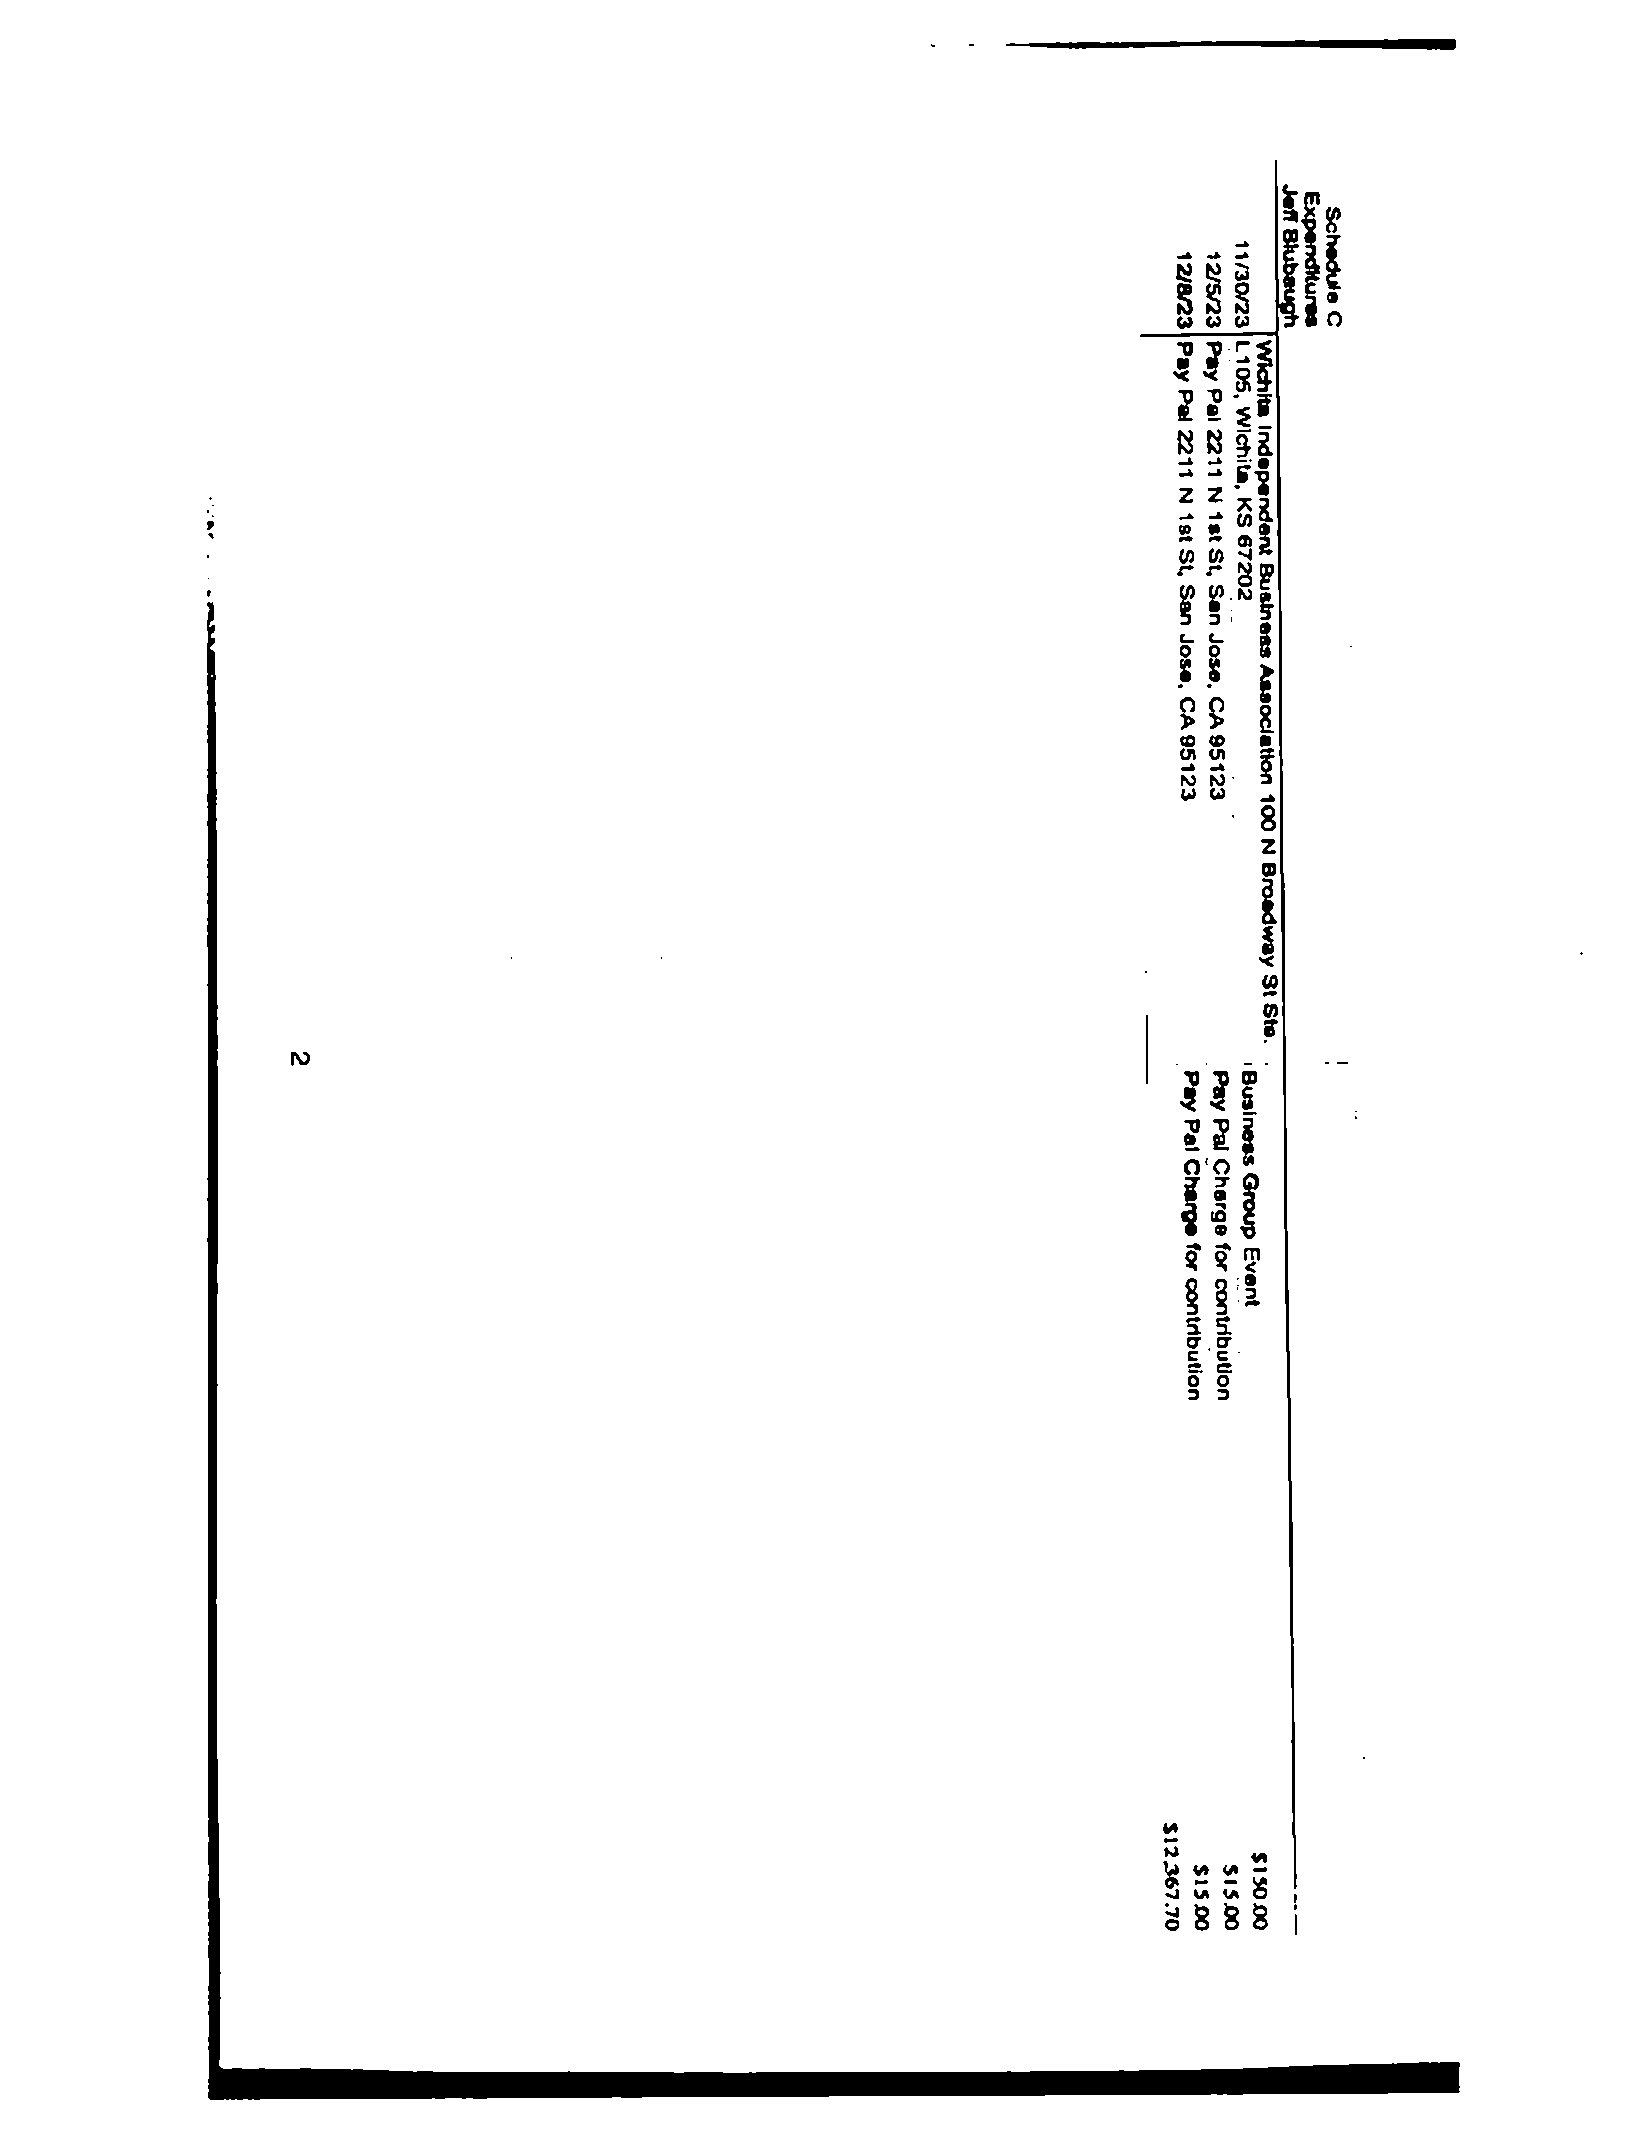 Schedule C
Expenditures
Jeff Blubaugh
Wichita Independent Business Association 100 N Broadway St Ste.
11/30/23 L105, Wichita, KS 67202 Business Group Event $150.00
12/5/23 Pay Pal 2211 N 1st St, San Jose, CA 95123 Pay Pal Charge for contribution $15.00
12/8/23 Pay Pal 2211 N 1st St, San Jose, CA 95123 Pay Pal Charge for contribution $15.00
$12,367.70
2